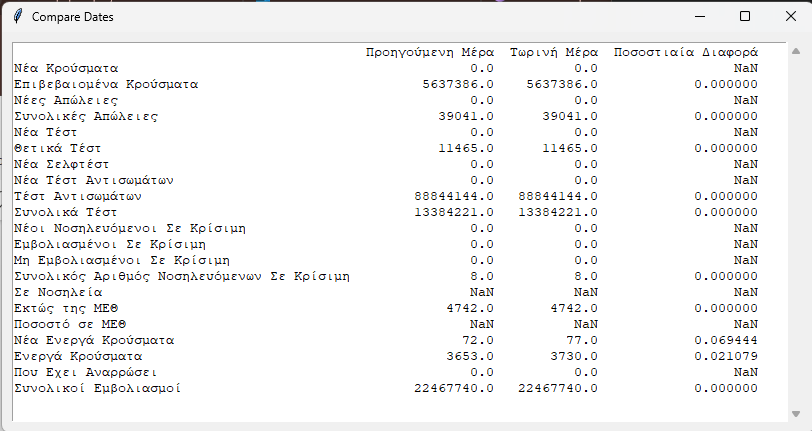 Compare Dates
Προηγούμενη Μέρα Τωρινή Μέρα Ποσοστιαία Διαφορά
Νέα Κρούσματα 0.0 0.0 NaN
Επιβεβαιομένα Κρούσματα 5637386.0 5637386.0 0.000000
Νέες Απώλειες 0.0 0.0 NaN
Συνολικές Απώλειες 39041.0 39041.0 0.000000
Νέα Τέστ 0.0 0.0 NaN
Θετικά Τέστ 11465.0 11465.0 0.000000
Νέα Σελφτέστ 0.0 0.0 NaN
Νέα Τέστ Αντισωμάτων 0.0 0.0 NaN
Τέστ Αντισωμάτων 88844144.0 88844144.0 0.000000
Συνολικά Τέστ 13384221.0 13384221.0 0.000000
Νέοι Νοσηλευόμενοι Σε Κρίσιμη 0.0 0.0 NaN
Εμβολιασμένοι Σε Κρίσιμη 0.0 0.0 NaN
Μη Εμβολιασμένοι Σε Κρίσιμη 0.0 0.0 NaN
Συνολικός Αριθμός Νοσηλευόμενων Σε Κρίσιμη 8.0 8.0 0.000000
Σε Νοσηλεία NaN NaN NaN
Εκτώς της ΜΕΘ 4742.0 4742.0 0.000000
Ποσοστό σε ΜΕΘ NaN NaN NaN
Νέα Ενεργά Κρούσματα 72.0 77.0 0.069444
Ενεργά Κρούσματα 3653.0 3730.0 0.021079
Που Εχει Αναρρώσει 0.0 0.0 NaN
Συνολικοί Εμβολιασμοί 22467740.0 22467740.0 0.000000